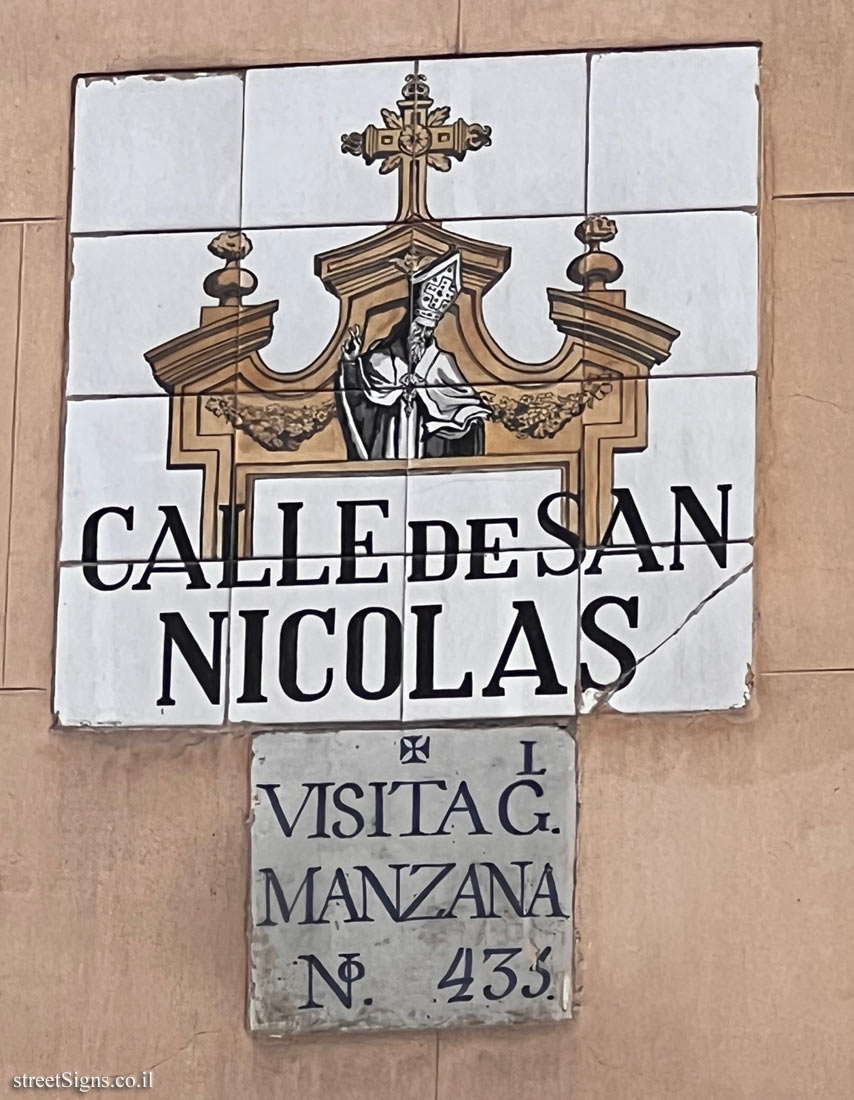 CALLE DE SAN
NICOLAS
VISITA G.L
MANZANA
Nº. 435.
streetSigns.co.il